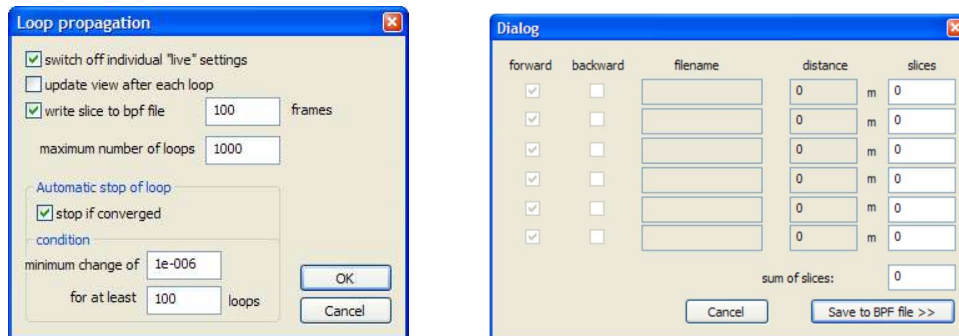 Loop propagation
switch off individual "live" settings
update view after each loop
write slice to bpf file 100 frames
maximum number of loops 1000
Automatic stop of loop
stop if converged
condition
minimum change of 1e-006
for at least 100 loops
OK
Cancel
Dialog
forward backward filename distance slices
0 m 0
0 m 0
0 m 0
0 m 0
0 m 0
0 m 0
sum of slices: 0
Cancel Save to BPF file >>